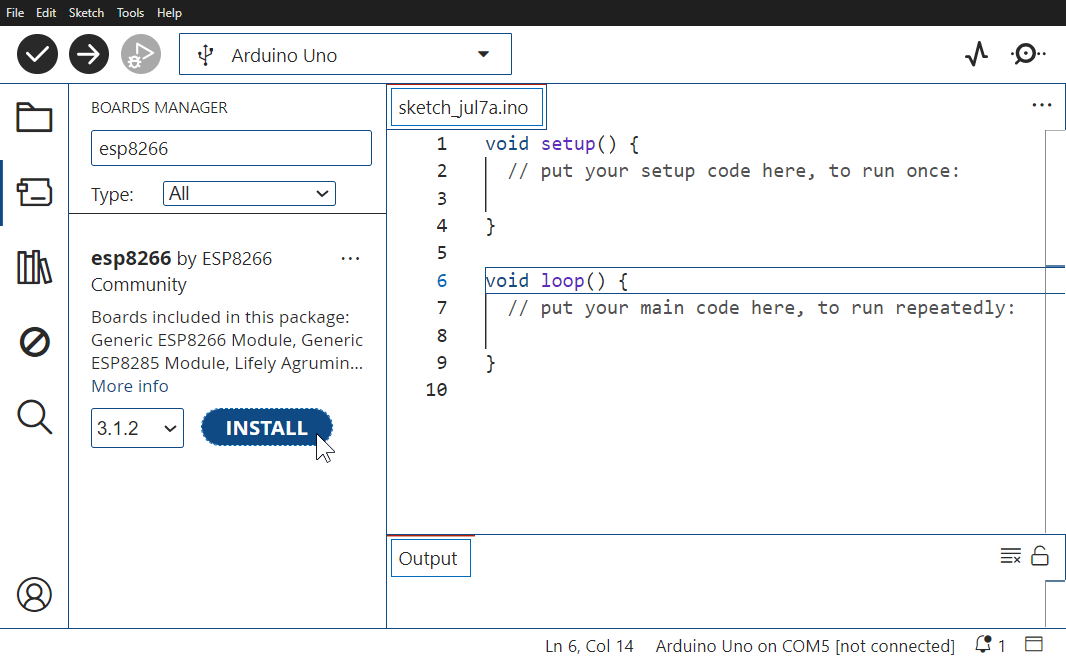 File Edit Sketch Tools Help
Arduino Uno
BOARDS MANAGER
esp8266
Type: All
esp8266 by ESP8266
Community
Boards included in this package:
Generic ESP8266 Module, Generic
ESP8285 Module, Lifely Agrumin...
More info
3.1.2 INSTALL
sketch_jul7a.ino
1 void setup() {
2 // put your setup code here, to run once:
3
4 }
5
6 void loop() {
7 // put your main code here, to run repeatedly:
8
9 }
10
Output
Ln 6, Col 14 Arduino Uno on COM5 [not connected] 1